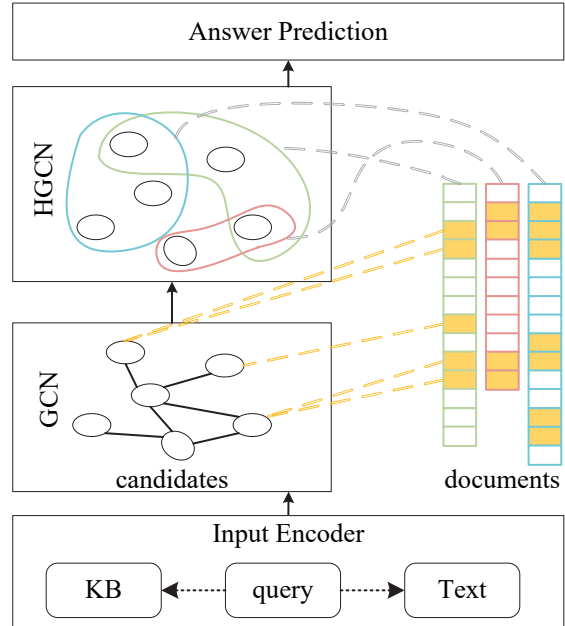 Answer Prediction
HGCN
GCN
candidates
documents
Input Encoder
KB
query
Text